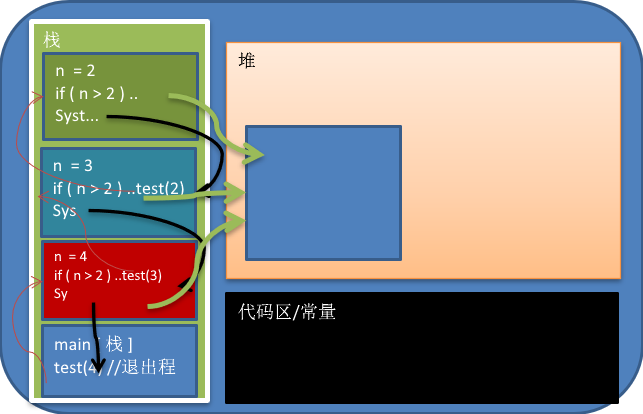 栈
n = 2
if ( n > 2 ) ..
Syst...
n = 3
if ( n > 2 ) ..test(2)
Sys
n = 4
if ( n > 2 ) ..test(3)
Sy
main [ 栈 ]
test(4) //退出程
堆
代码区/常量